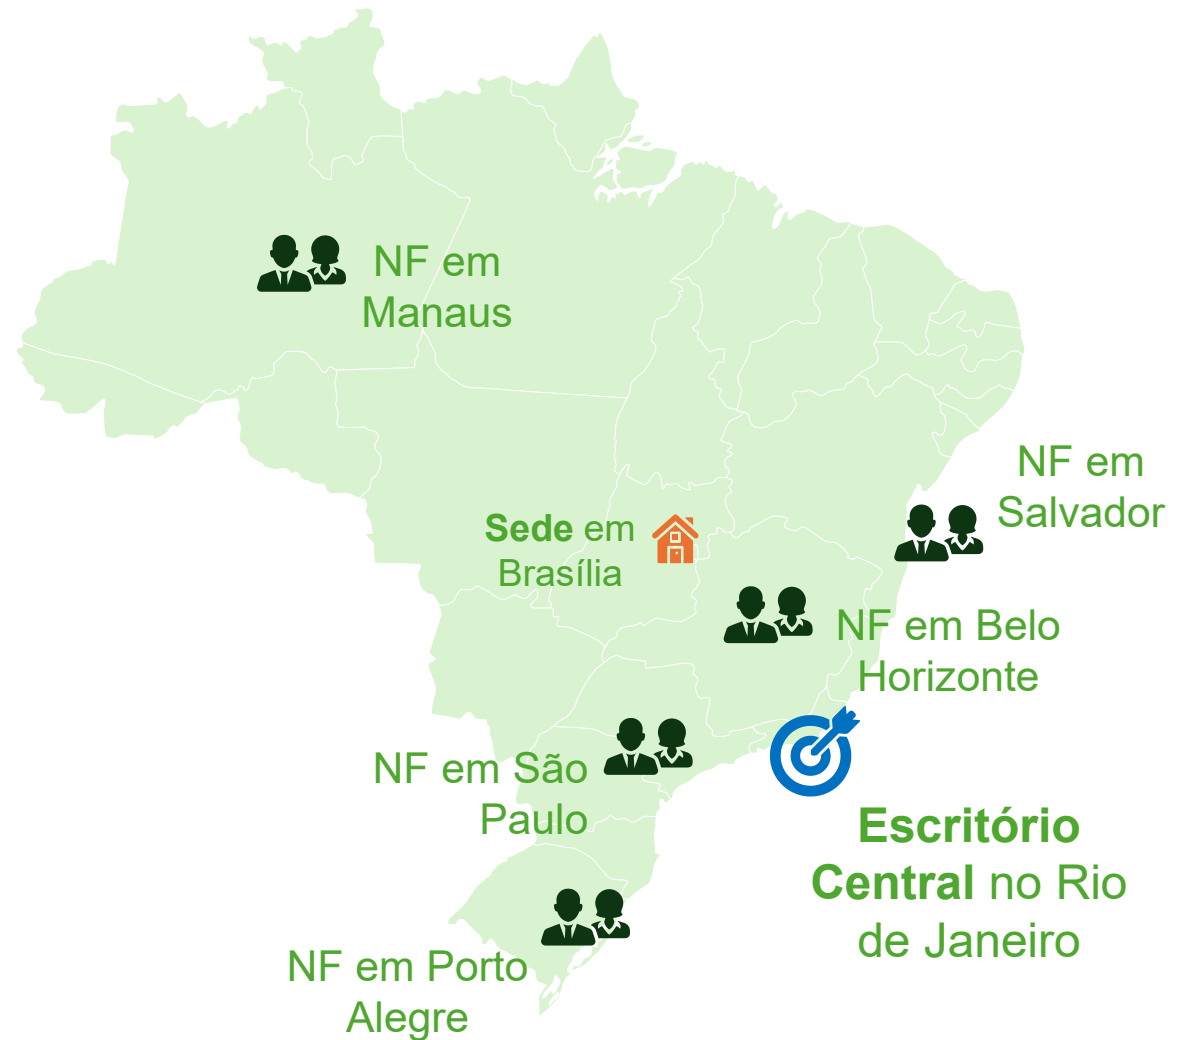 NF em
Manaus
NF em
Salvador
Sede em
Brasília
NF em Belo
Horizonte
NF em São
Paulo
Escritório
Central no Rio
de Janeiro
NF em Porto
Alegre